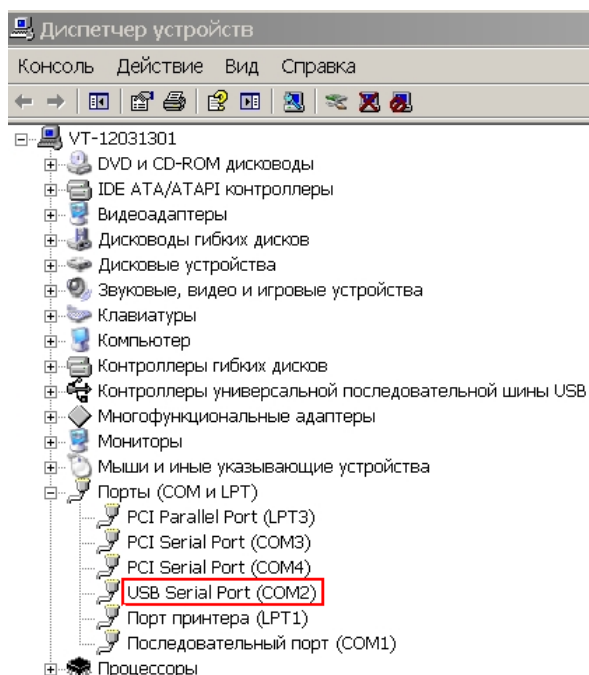 Диспетчер устройств
Консоль Действие Вид Справка
VT-12031301
DVD и CD-ROM дисководы
IDE ATA/ATAPI контроллеры
Видеоадаптеры
Дисководы гибких дисков
Дисковые устройства
Звуковые, видео и игровые устройства
Клавиатуры
Компьютер
Контроллеры гибких дисков
Контроллеры универсальной последовательной шины USB
Многофункциональные адаптеры
Мониторы
Мыши и иные указывающие устройства
Порты (COM и LPT)
PCI Parallel Port (LPT3)
PCI Serial Port (COM3)
PCI Serial Port (COM4)
USB Serial Port (COM2)
Порт принтера (LPT1)
Последовательный порт (COM1)
Процессоры